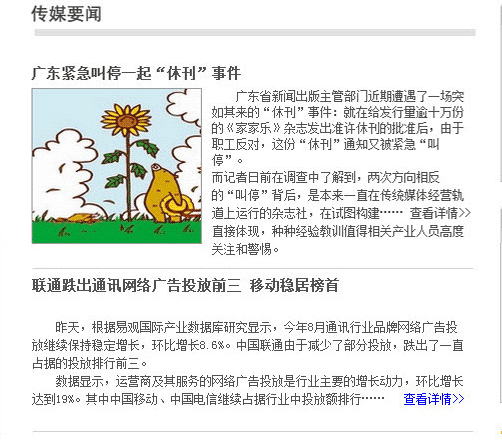 传媒要闻
广东紧急叫停一起“休刊”事件
广东省新闻出版主管部门近期遭遇了一场突
如其来的“休刊”事件：就在给发行量逾十万份
的《家家乐》杂志发出准许休刊的批准后，由于
职工反对，这份“休刊”通知又被紧急“叫
停”。
而记者日前在调查中了解到，两次方向相反
的“叫停”背后，是本来一直在传统媒体经营轨
道上运行的杂志社，在试图构建…… 查看详情>>
直接体现，种种经验教训值得相关产业人员高度
关注和警惕。
联通跌出通讯网络广告投放前三 移动稳居榜首
昨天，根据易观国际产业数据库研究显示，今年8月通讯行业品牌网络广告投
放继续保持稳定增长，环比增长8.6%。中国联通由于减少了部分投放，跌出了一直
占据的投放排行前三。
数据显示，运营商及其服务的网络广告投放是行业主要的增长动力，环比增长
达到19%。其中中国移动、中国电信继续占据行业中投放额排行…… 查看详情>>